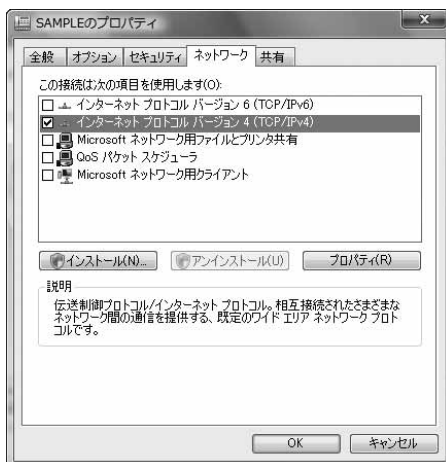 SAMPLEのプロパティ
全般 オプション セキュリティ ネットワーク 共有
この接続は次の項目を使用します(O):
インターネット プロトコル バージョン 6 (TCP/IPv6)
インターネット プロトコル バージョン 4 (TCP/IPv4)
Microsoft ネットワーク用ファイルとプリンタ共有
QoS パケット スケジューラ
Microsoft ネットワーク用クライアント
インストール(N)... アンインストール(U) プロパティ(R)
説明
伝送制御プロトコル/インターネット プロトコル。相互接続されたさまざまな
ネットワーク間の通信を提供する、既定のワイド エリア ネットワーク プロト
コルです。
OK キャンセル